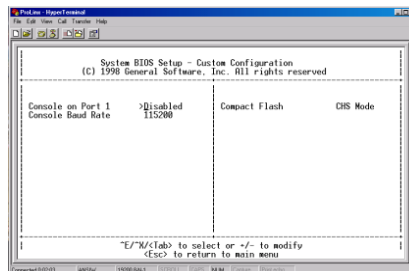 ProLinx - HyperTerminal
File Edit View Call Transfer Help
System BIOS Setup - Custom Configuration
(C) 1998 General Software, Inc. All rights reserved
Console on Port 1 >Disabled
Console Baud Rate 115200
Compact Flash CHS Mode
^E/^X/<Tab> to select or +/- to modify
<Esc> to return to main menu
NUM